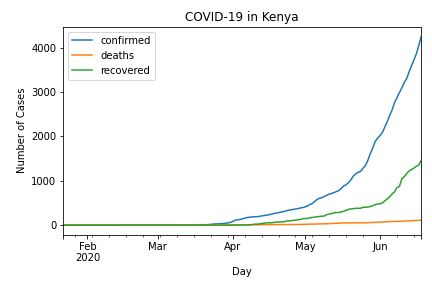 COVID-19 in Kenya
confirmed
deaths
recovered
Number of Cases
4000
3000
2000
1000
0
Feb
2020
Mar
Apr
May
Jun
Day